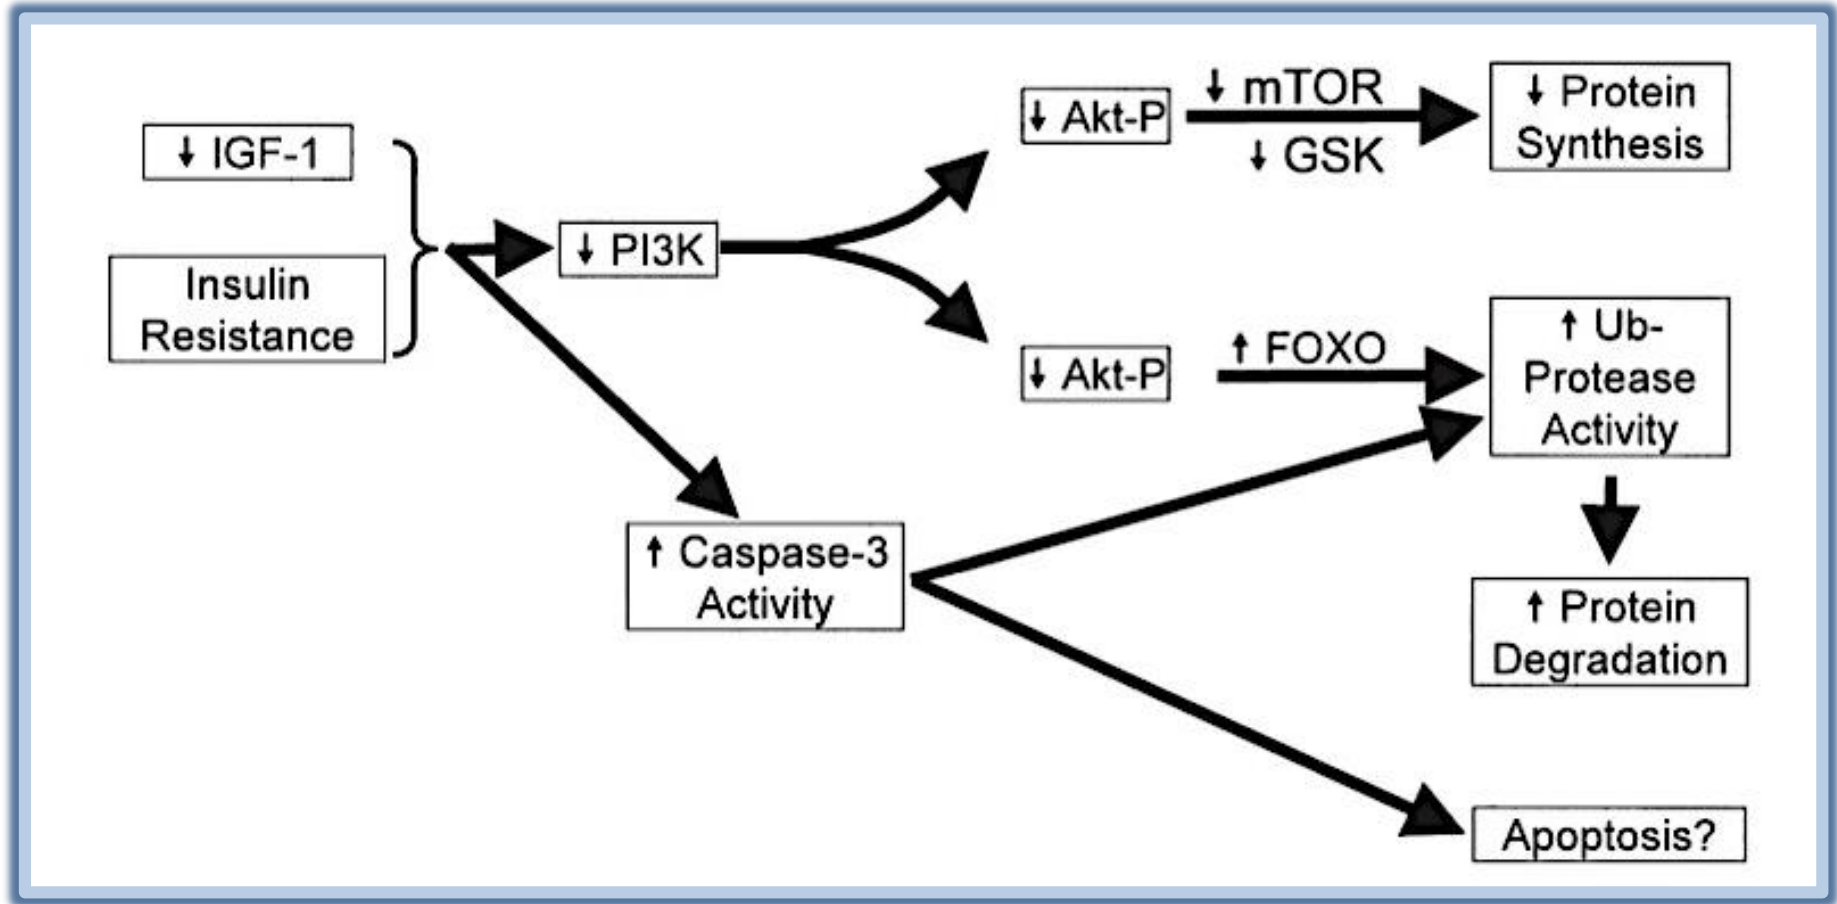 ↓ IGF-1
Insulin
Resistance
↓ PI3K
↓ Akt-P
↓ mTOR
↓ GSK
↓ Protein
Synthesis
↓ Akt-P
↑ FOXO
↑ Ub-
Protease
Activity
↑ Caspase-3
Activity
↑ Protein
Degradation
Apoptosis?